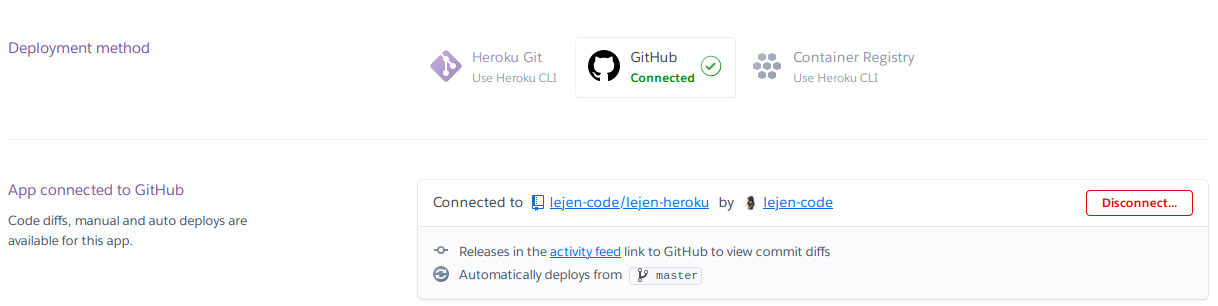 Deployment method
Heroku Git
Use Heroku CLI
GitHub
Connected
Container Registry
Use Heroku CLI
App connected to GitHub
Code diffs, manual and auto deploys are
available for this app.
Connected to lejen-code/lejen-heroku by lejen-code
Disconnect...
Releases in the activity feed link to GitHub to view commit diffs
Automatically deploys from master